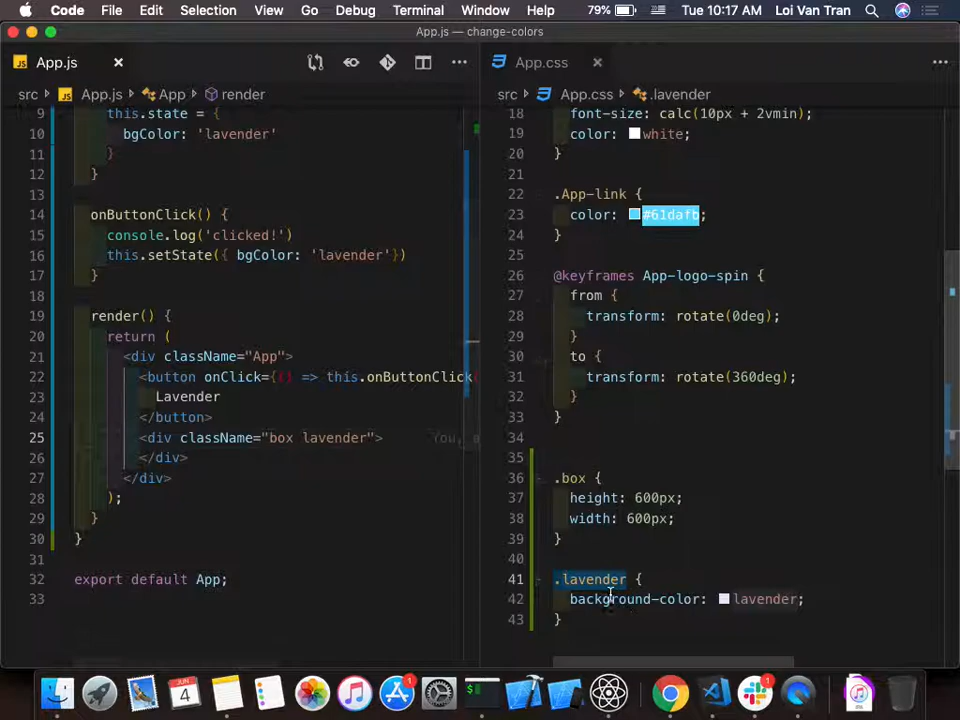 Code File Edit Selection View Go Debug Terminal Window Help 79% Tue 10:17 AM Loi Van Tran
App.js — change-colors
JS App.js
src App.js App render
9 this.state = {
10 bgColor: 'lavender'
11 }
12 }
13
14 onButtonClick() {
15 console.log('clicked!')
16 this.setState({ bgColor: 'lavender'})
17 }
18
19 render() {
20 return (
21 <div className="App">
22 <button onClick={() => this.onButtonClick(
23 Lavender
24 </button>
25 <div className="box lavender"> You,
26 </div>
27 </div>
28 );
29 }
30 }
31
32 export default App;
33
App.css
src App.css .lavender
18 font-size: calc(10px + 2vmin);
19 color: white;
20 }
21
22 .App-link {
23 color: #61dafb;
24 }
25
26 @keyframes App-logo-spin {
27 from {
28 transform: rotate(0deg);
29 }
30 to {
31 transform: rotate(360deg);
32 }
33 }
34
35
36 .box {
37 height: 600px;
38 width: 600px;
39 }
40
41 .lavender {
42 background-color: lavender;
43 }
JUN
4
1
$
1